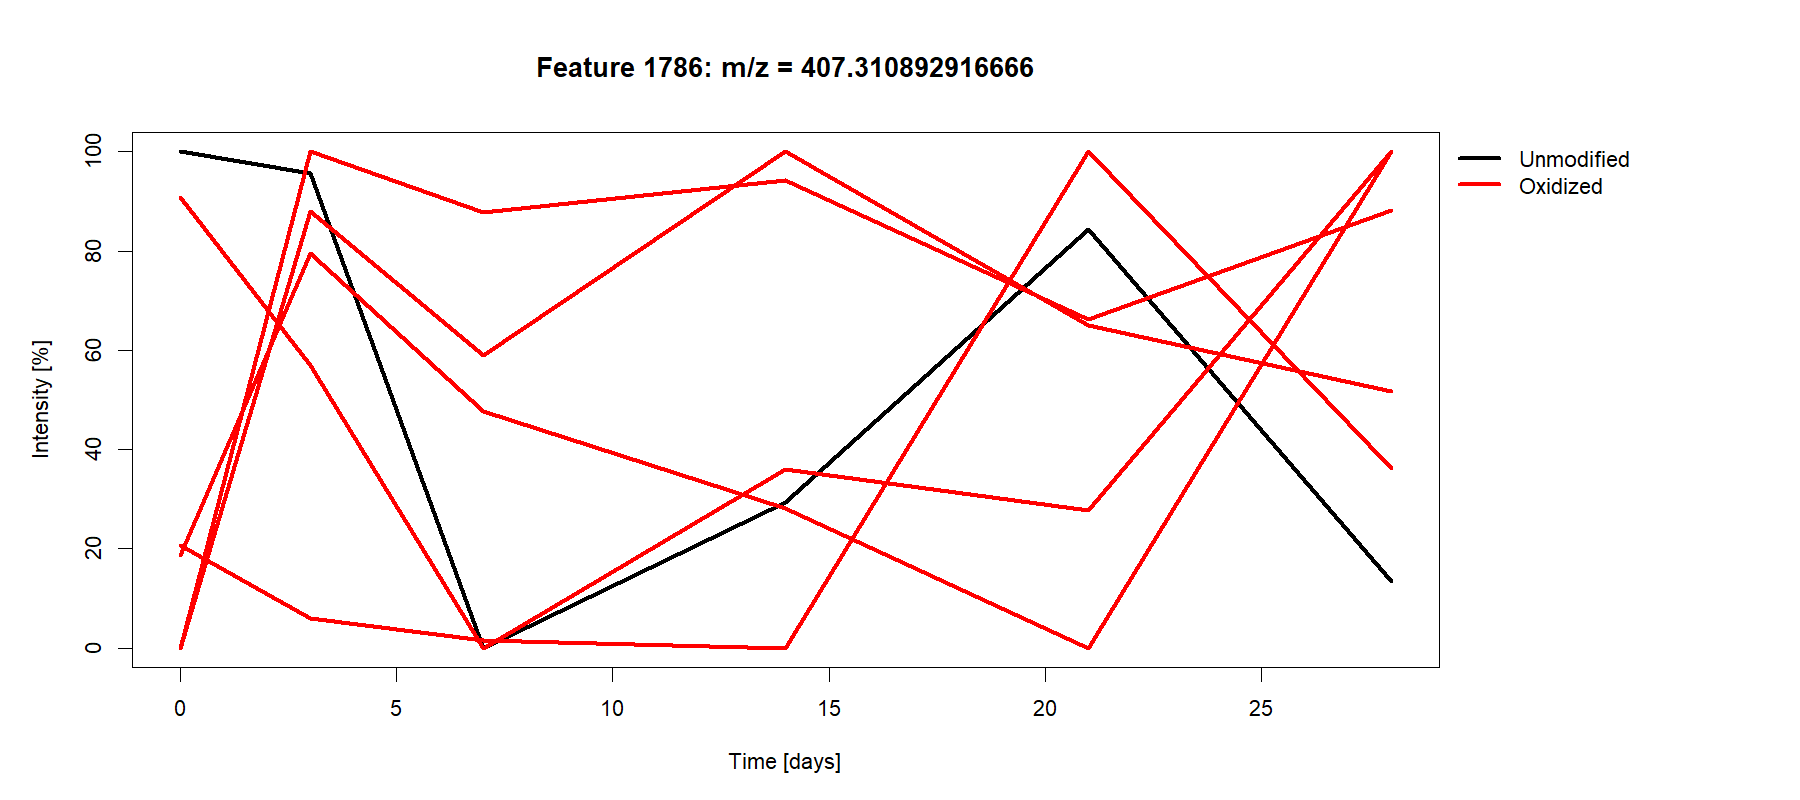 Feature 1786: m/z = 407.310892916666
Unmodified
Oxidized
Intensity [%]
100
80
60
40
20
0
0 5 10 15 20 25
Time [days]